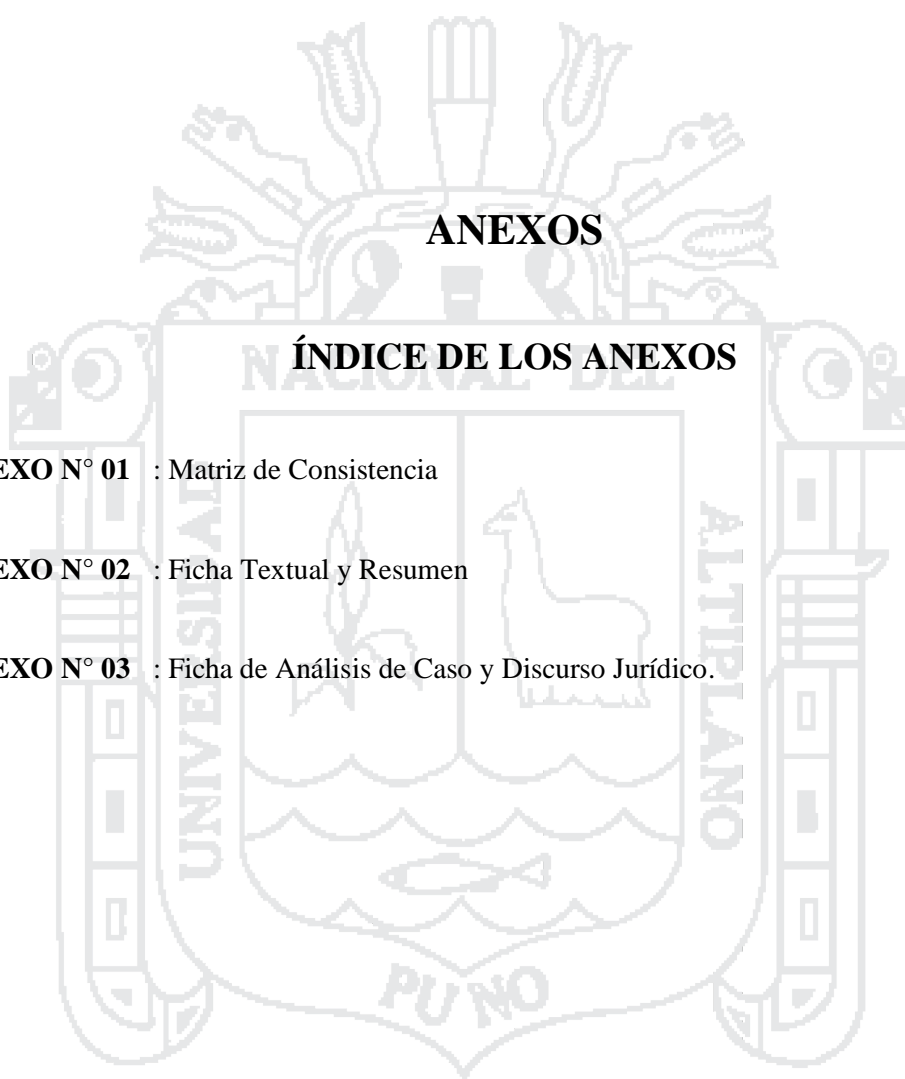 ANEXOS
ÍNDICE DE LOS ANEXOS
EXO N° 01 : Matriz de Consistencia
EXO N° 02 : Ficha Textual y Resumen
EXO N° 03 : Ficha de Análisis de Caso y Discurso Jurídico.
UNIVERSIDAD
NACIONAL DEL
ALTIPLANO
PUNO